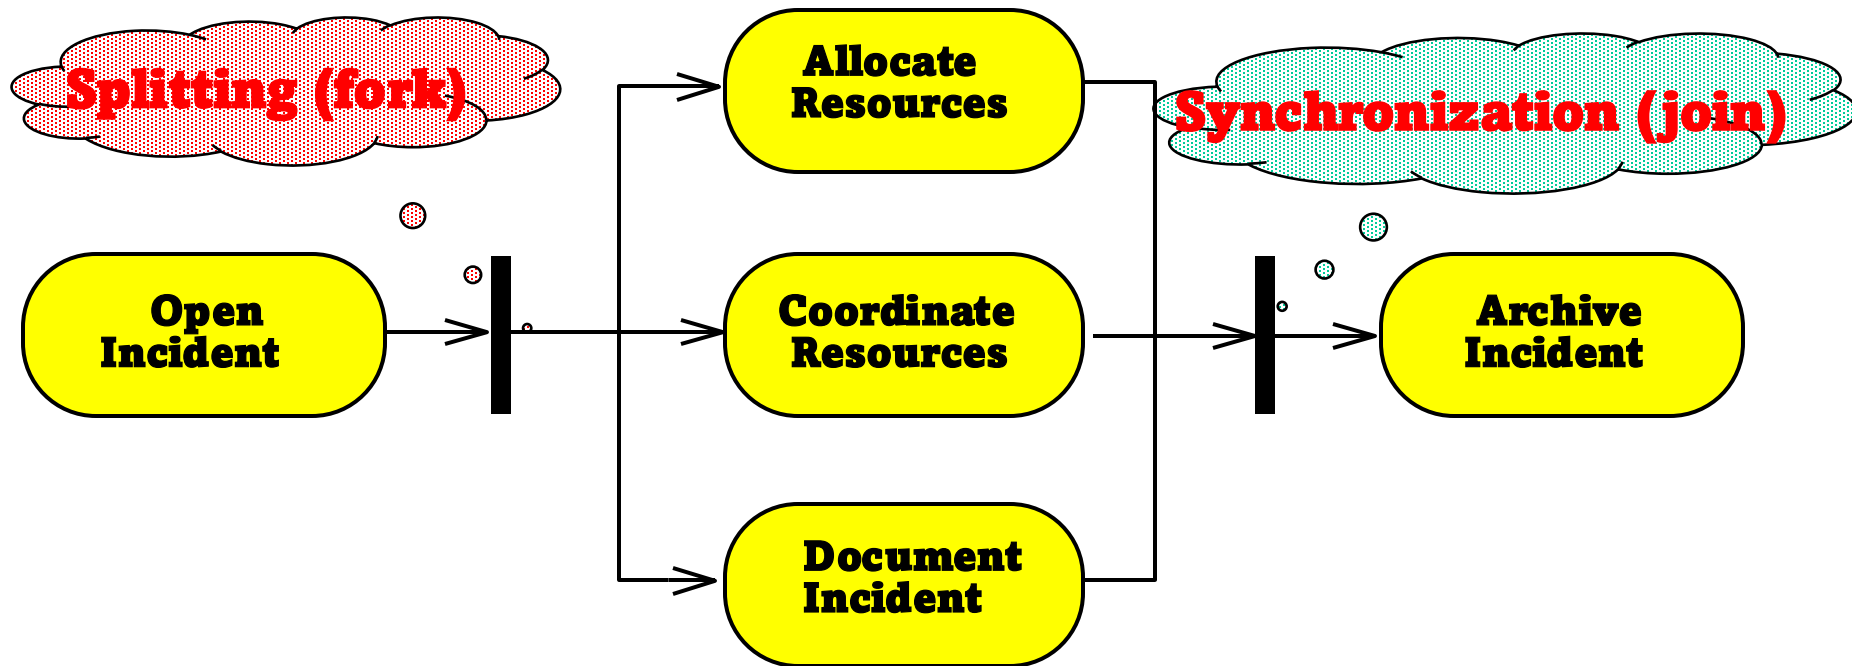 Splitting (fork)
Allocate
Resources
Synchronization (join)
Open
Incident
Coordinate
Resources
Archive
Incident
Document
Incident